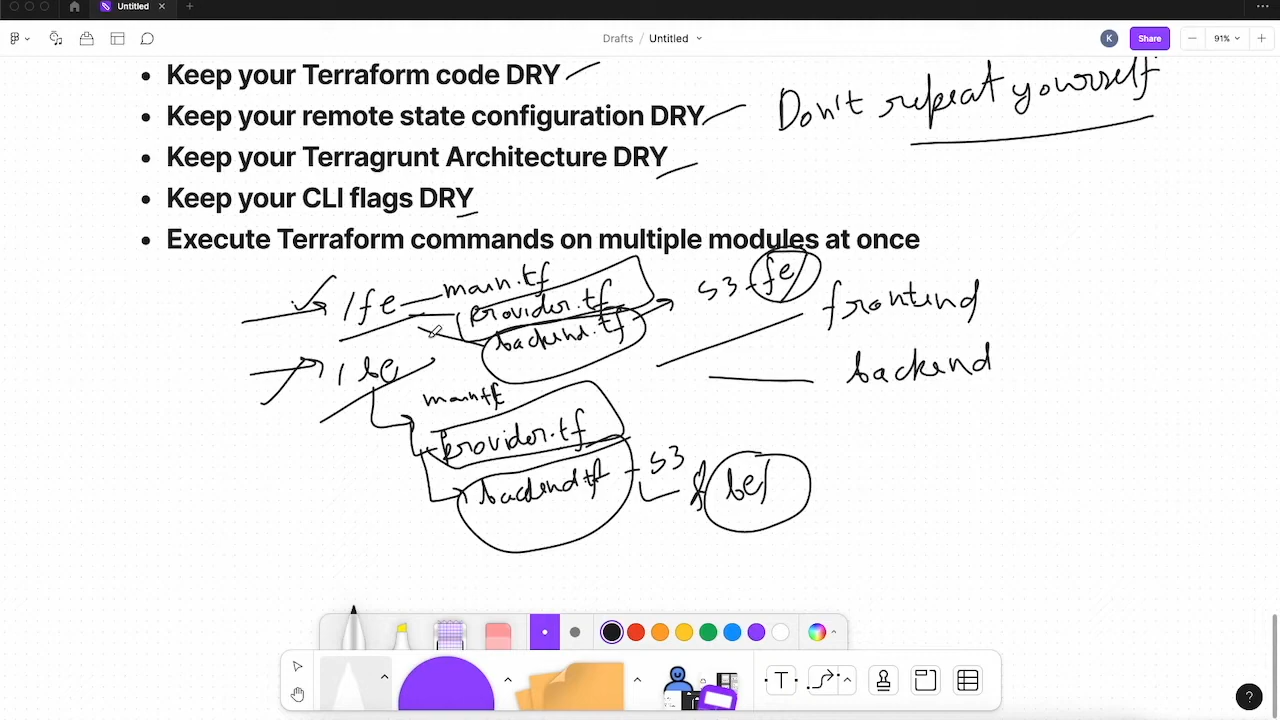 Untitled
Drafts / Untitled
K
Share
91%
• Keep your Terraform code DRY
• Keep your remote state configuration DRY
Don't repeat yourself
• Keep your Terragrunt Architecture DRY
• Keep your CLI flags DRY
• Execute Terraform commands on multiple modules at once
/fe
main.tf
provider.tf
backend.tf
S3
fe/
frontend
/be
backend
main.tf
provider.tf
backend.tf
S3
be/
T
?